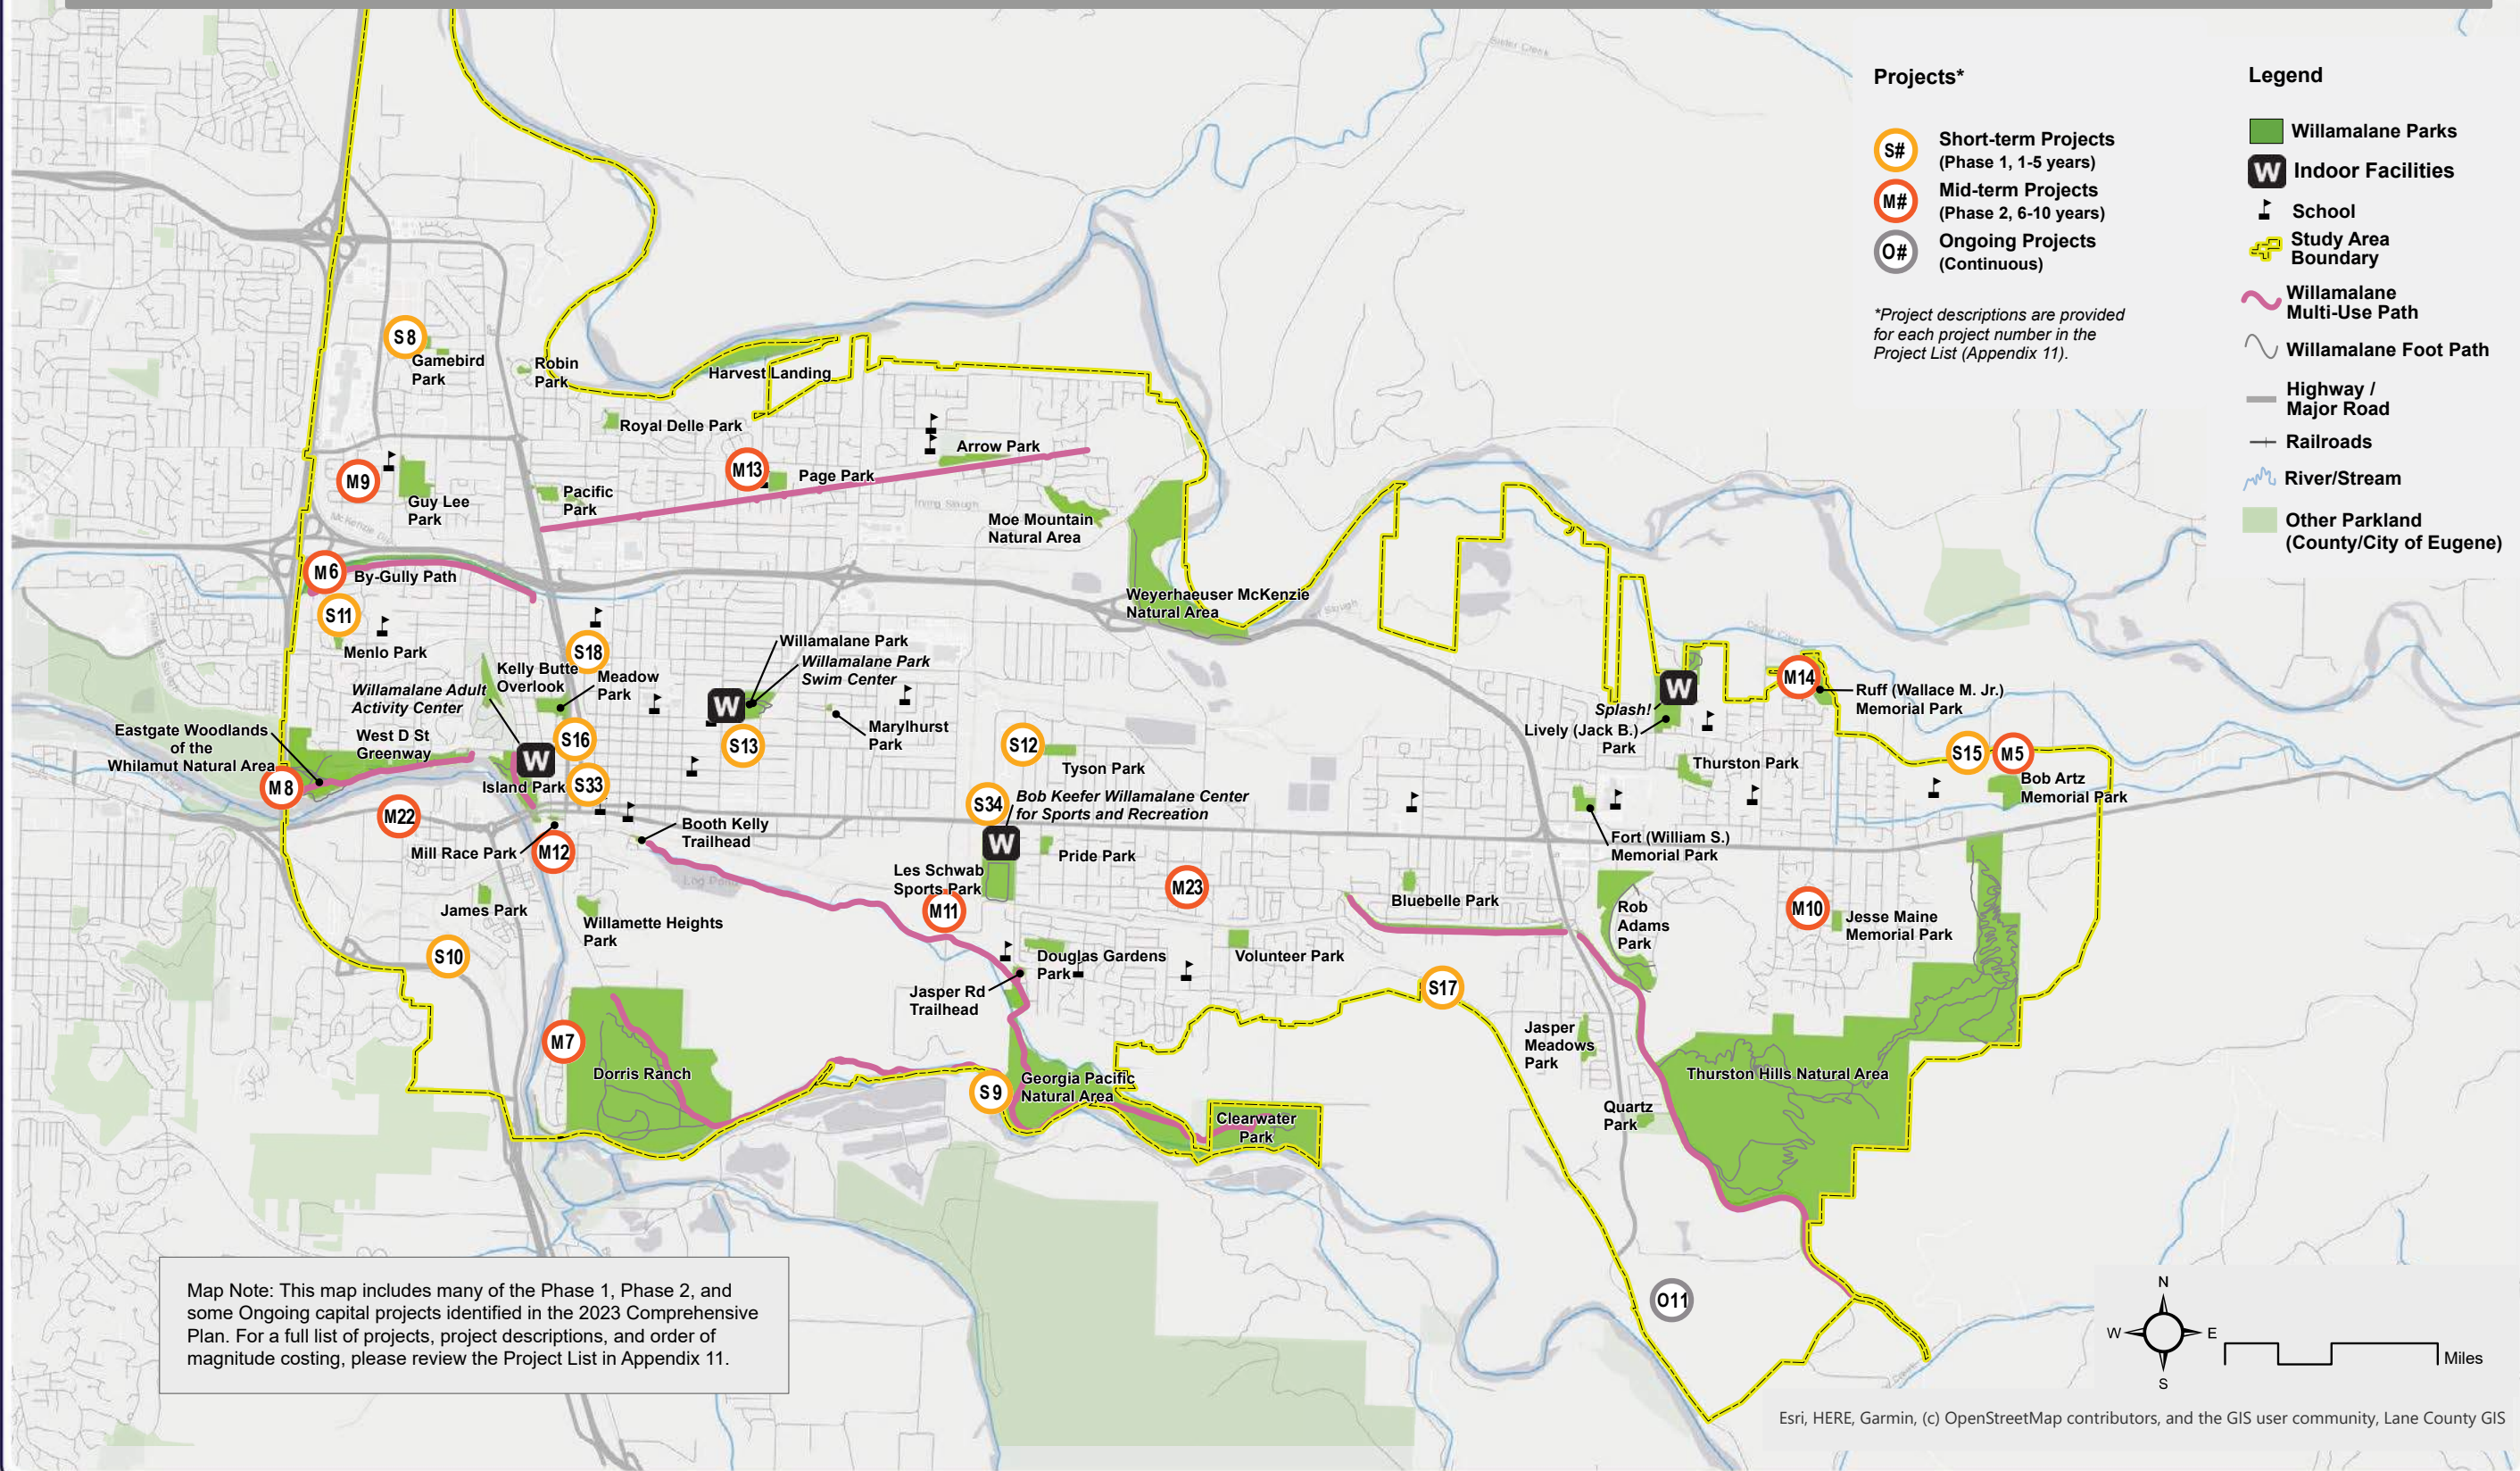 Projects*
S#
Short-term Projects
(Phase 1, 1-5 years)
M#
Mid-term Projects
(Phase 2, 6-10 years)
O#
Ongoing Projects
(Continuous)
*Project descriptions are provided
for each project number in the
Project List (Appendix 11).
Legend
Willamalane Parks
W
Indoor Facilities
School
Study Area
Boundary
Willamalane
Multi-Use Path
Willamalane Foot Path
Highway /
Major Road
Railroads
River/Stream
Other Parkland
(County/City of Eugene)
S8
Gamebird
Park
Robin
Park
Harvest Landing
Royal Delle Park
Arrow Park
M13
Page Park
M9
Guy Lee
Park
Pacific
Park
Moe Mountain
Natural Area
M6
By-Gully Path
S11
Menlo Park
Weyerhaeuser McKenzie
Natural Area
S18
Kelly Butte
Overlook
Meadow
Park
Willamalane Park
Willamalane Park
Swim Center
W
S13
Marylhurst
Park
Willamalane Adult
Activity Center
Eastgate Woodlands
of the
Whilamut Natural Area
West D St
Greenway
W
S16
Island Park
S33
M8
M22
Mill Race Park
M12
Booth Kelly
Trailhead
Log Pond
S12
Tyson Park
S34
Bob Keefer Willamalane Center
for Sports and Recreation
W
Pride Park
Les Schwab
Sports Park
M11
M23
Bluebelle Park
W
Splash!
Lively (Jack B.)
Park
M14
Ruff (Wallace M. Jr.)
Memorial Park
Thurston Park
S15
M5
Bob Artz
Memorial Park
Fort (William S.)
Memorial Park
Rob
Adams
Park
M10
Jesse Maine
Memorial Park
James Park
Willamette Heights
Park
S10
Douglas Gardens
Park
Volunteer Park
Jasper Rd
Trailhead
S17
M7
Dorris Ranch
S9
Georgia Pacific
Natural Area
Clearwater
Park
Jasper
Meadows
Park
Quartz
Park
Thurston Hills Natural Area
O11
Map Note: This map includes many of the Phase 1, Phase 2, and
some Ongoing capital projects identified in the 2023 Comprehensive
Plan. For a full list of projects, project descriptions, and order of
magnitude costing, please review the Project List in Appendix 11.
N
W
E
S
Miles
Esri, HERE, Garmin, (c) OpenStreetMap contributors, and the GIS user community, Lane County GIS